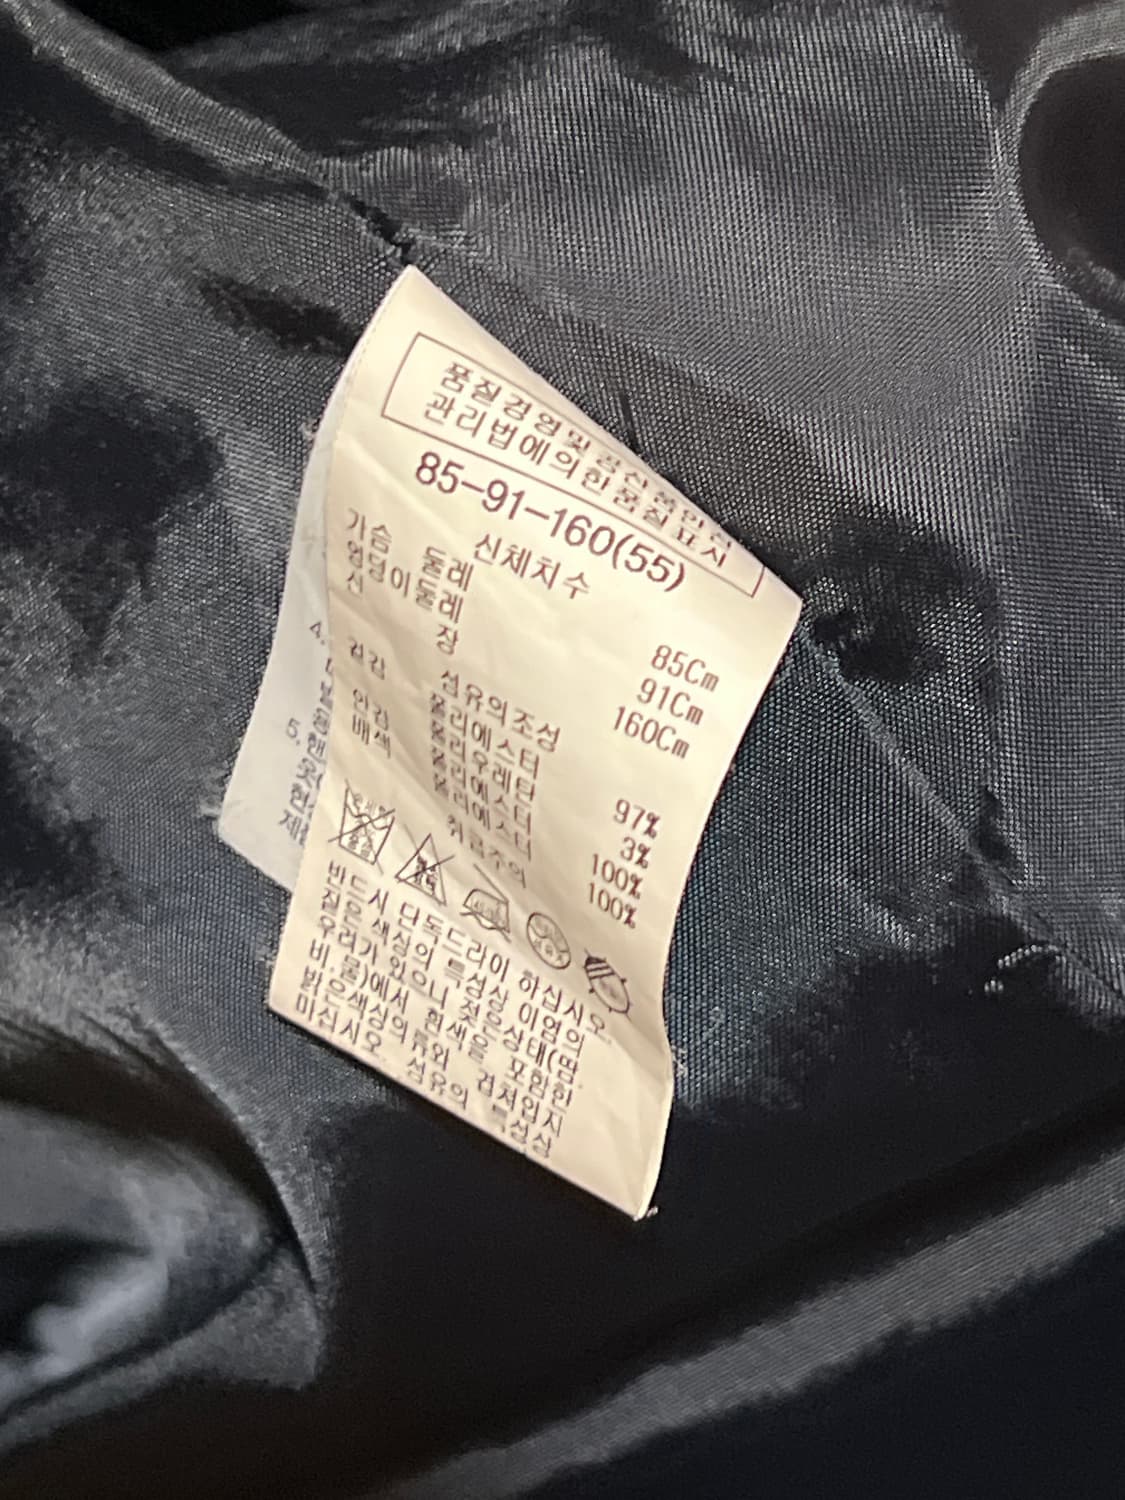 품질경영및공산품안전
관리법에의한품질표시
85-91-160(55)
신체치수
가슴 둘레 85Cm
엉덩이둘레 91Cm
신 장 160Cm
섬유의조성
겉감 폴리에스터 97%
폴리우레탄 3%
안감 폴리에스터 100%
배색 폴리에스터 100%
취급주의
반드시 단독드라이 하십시오.
짙은 색상의 특성상 이염의
우려가 있으니 젖은상태(땀.
비.물)에서 흰색을 포함한
밝은색상의류와 겹쳐입지
마십시오. 섬유의 특성상
4.
5.